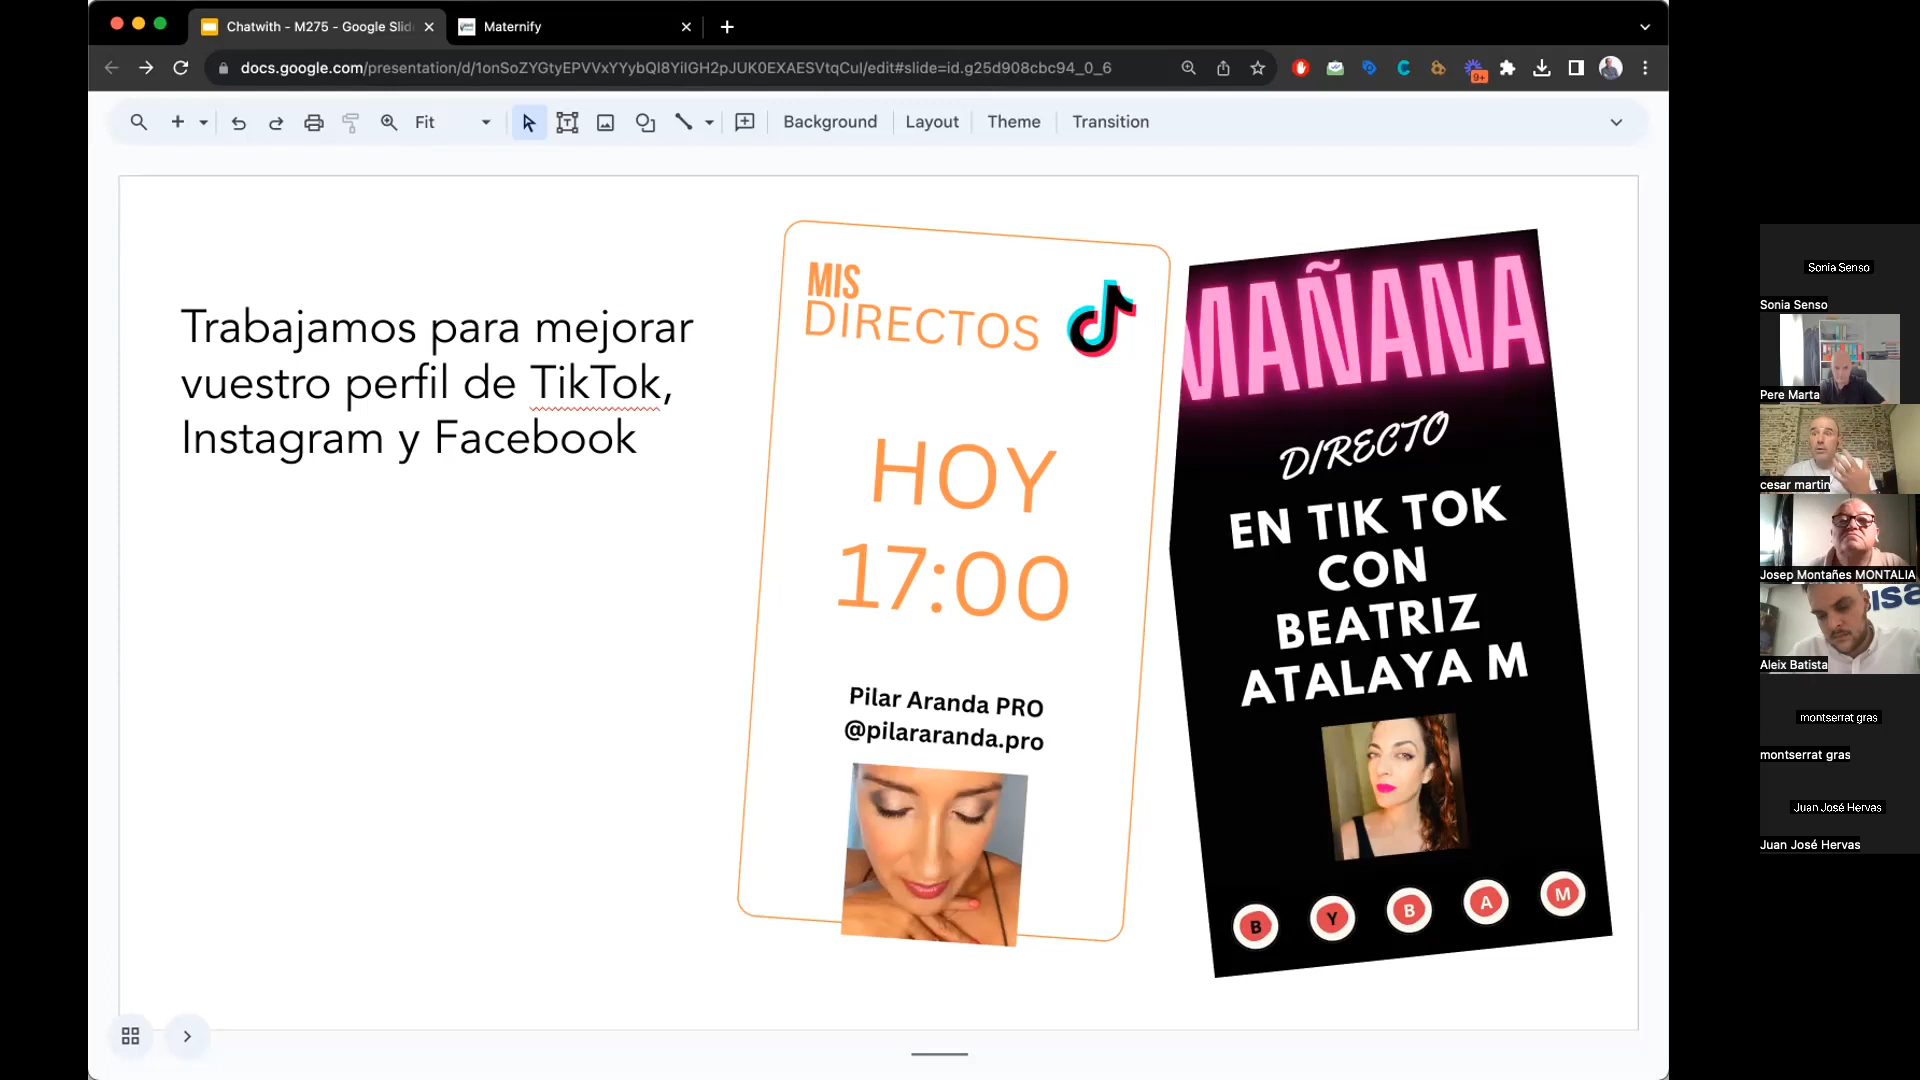 Chatwith - M275 - Google Slid
Maternify
docs.google.com/presentation/d/1onSoZYGtyEPVVxYYybQI8YiIGH2pJUK0EXAESVtqCuI/edit#slide=id.g25d908cbc94_0_6
9+
Fit
Background
Layout
Theme
Transition
Trabajamos para mejorar
vuestro perfil de TikTok,
Instagram y Facebook
MIS
DIRECTOS
HOY
17:00
Pilar Aranda PRO
@pilararanda.pro
MAÑANA
DIRECTO
EN TIK TOK
CON
BEATRIZ
ATALAYA M
B Y B A M
Sonia Senso
Sonia Senso
Pere Marta
cesar martin
Josep Montañes MONTALIA
Aleix Batista
montserrat gras
montserrat gras
Juan José Hervas
Juan José Hervas